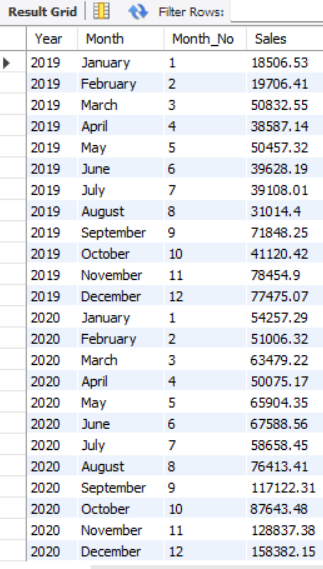 Result Grid Filter Rows:
Year Month Month_No Sales
2019 January 1 18506.53
2019 February 2 19706.41
2019 March 3 50832.55
2019 April 4 38587.14
2019 May 5 50457.32
2019 June 6 39628.19
2019 July 7 39108.01
2019 August 8 31014.4
2019 September 9 71848.25
2019 October 10 41120.42
2019 November 11 78454.9
2019 December 12 77475.07
2020 January 1 54257.29
2020 February 2 51006.32
2020 March 3 63479.22
2020 April 4 50075.17
2020 May 5 65904.35
2020 June 6 67588.56
2020 July 7 58658.45
2020 August 8 76413.41
2020 September 9 117122.31
2020 October 10 87643.48
2020 November 11 128837.38
2020 December 12 158382.15